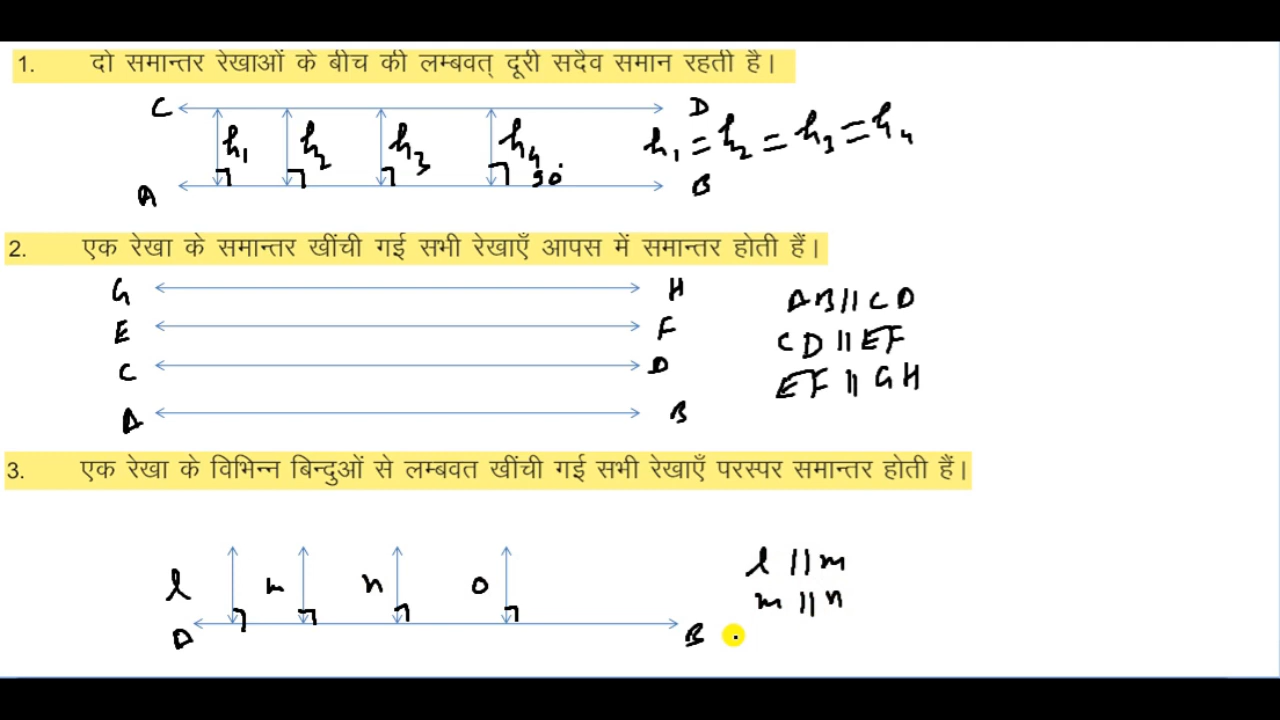 1. दो समान्तर रेखाओं के बीच की लम्बवत् दूरी सदैव समान रहती है।
C D
h₁ h₂ h₃ h₄ h₁ = h₂ = h₃ = h₄
90°
A B
2. एक रेखा के समान्तर खींची गई सभी रेखाएँ आपस में समान्तर होती हैं।
G H AB||CD
E F CD||EF
C D EF||GH
A B
3. एक रेखा के विभिन्न बिन्दुओं से लम्बवत खींची गई सभी रेखाएँ परस्पर समान्तर होती हैं।
l m n o l||m
m||n
A B